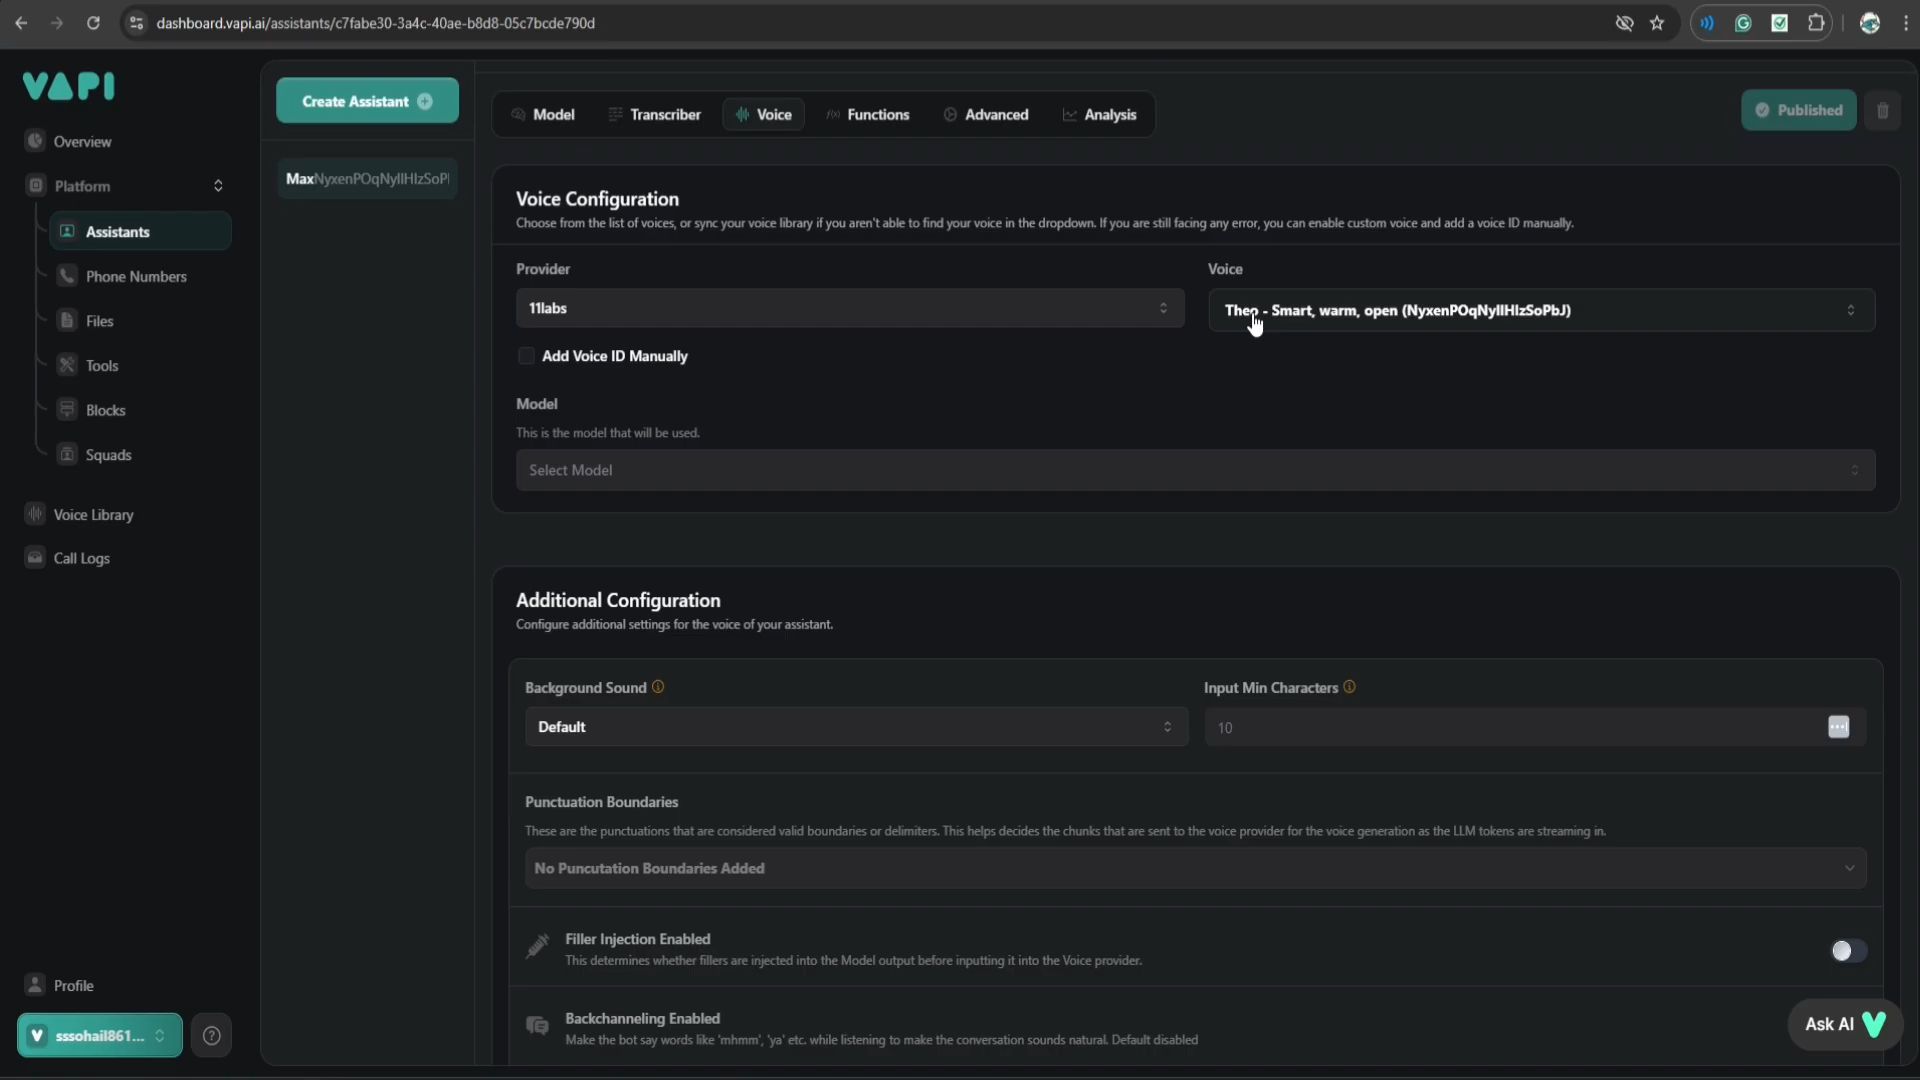 dashboard.vapi.ai/assistants/c7fabe30-3a4c-40ae-b8d8-05c7bcde790d
VAPI
Overview
Platform
Assistants
Phone Numbers
Files
Tools
Blocks
Squads
Voice Library
Call Logs
Profile
V sssohail861...
Create Assistant
MaxNyxenPOqNyllHIzSoPl
Model
Transcriber
Voice
Functions
Advanced
Analysis
Published
Voice Configuration
Choose from the list of voices, or sync your voice library if you aren't able to find your voice in the dropdown. If you are still facing any error, you can enable custom voice and add a voice ID manually.
Provider
11labs
Voice
Theo - Smart, warm, open (NyxenPOqNyllHIzSoPbJ)
Add Voice ID Manually
Model
This is the model that will be used.
Select Model
Additional Configuration
Configure additional settings for the voice of your assistant.
Background Sound
Default
Input Min Characters
10
Punctuation Boundaries
These are the punctuations that are considered valid boundaries or delimiters. This helps decides the chunks that are sent to the voice provider for the voice generation as the LLM tokens are streaming in.
No Puncutation Boundaries Added
Filler Injection Enabled
This determines whether fillers are injected into the Model output before inputting it into the Voice provider.
Backchanneling Enabled
Make the bot say words like 'mhmm', 'ya' etc. while listening to make the conversation sounds natural. Default disabled
Ask AI